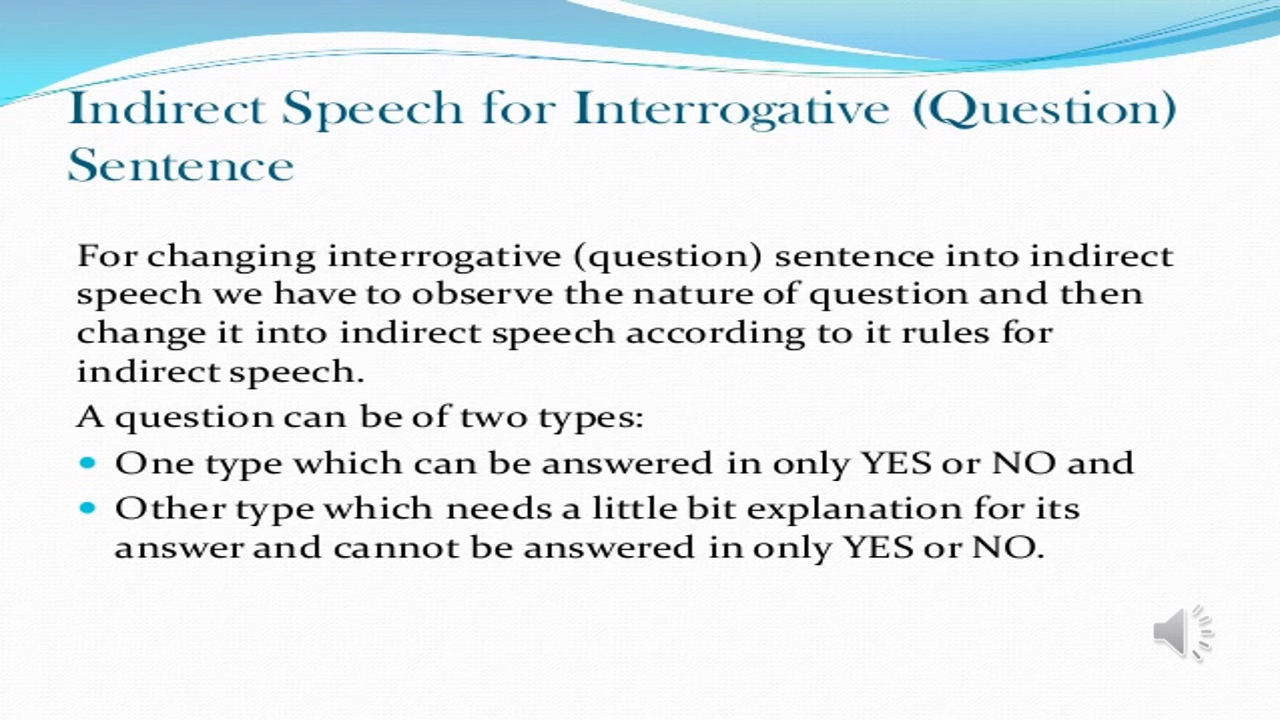 Indirect Speech for Interrogative (Question)
Sentence
For changing interrogative (question) sentence into indirect
speech we have to observe the nature of question and then
change it into indirect speech according to it rules for
indirect speech.
A question can be of two types:
• One type which can be answered in only YES or NO and
• Other type which needs a little bit explanation for its
answer and cannot be answered in only YES or NO.